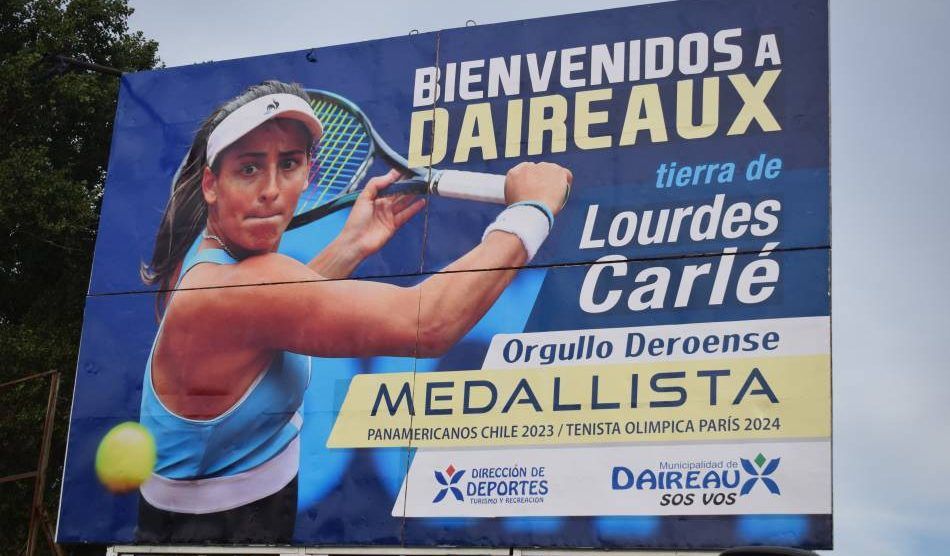 BIENVENIDOS A
DAIREAUX
tierra de
Lourdes
Carlé
Orgullo Deroense
MEDALLISTA
PANAMERICANOS CHILE 2023 / TENISTA OLIMPICA PARÍS 2024
DIRECCIÓN DE
DEPORTES
TURISMO Y RECREACIÓN
Municipalidad de
DAIREAUX
SOS VOS